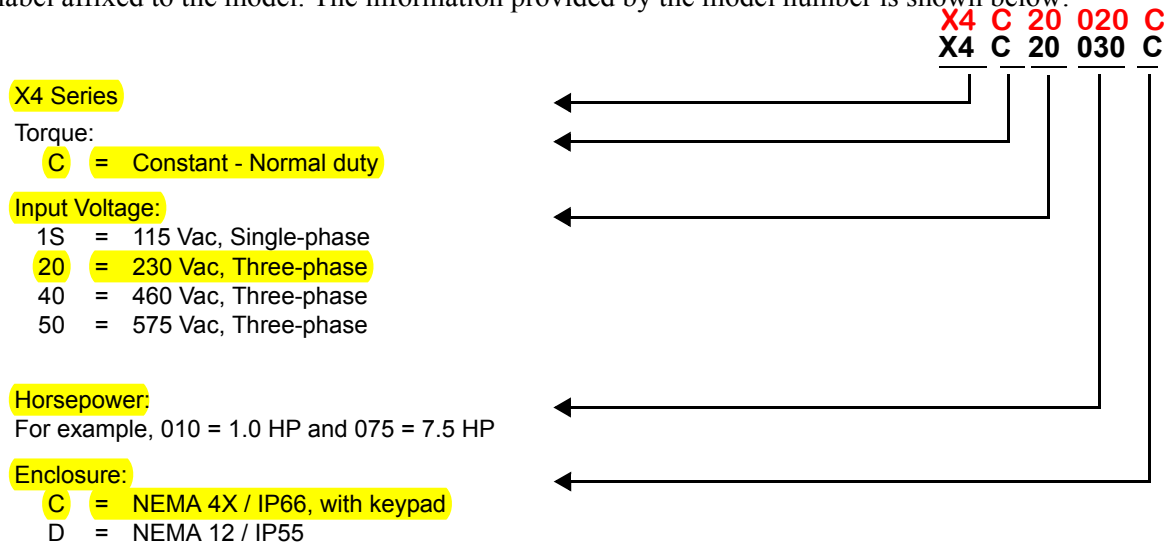 label affixed to the model. The information provided by the model number is shown below.
X4 C 20 020 C
X4 C 20 030 C
X4 Series
Torque:
C = Constant - Normal duty
Input Voltage:
1S = 115 Vac, Single-phase
20 = 230 Vac, Three-phase
40 = 460 Vac, Three-phase
50 = 575 Vac, Three-phase
Horsepower:
For example, 010 = 1.0 HP and 075 = 7.5 HP
Enclosure:
C = NEMA 4X / IP66, with keypad
D = NEMA 12 / IP55